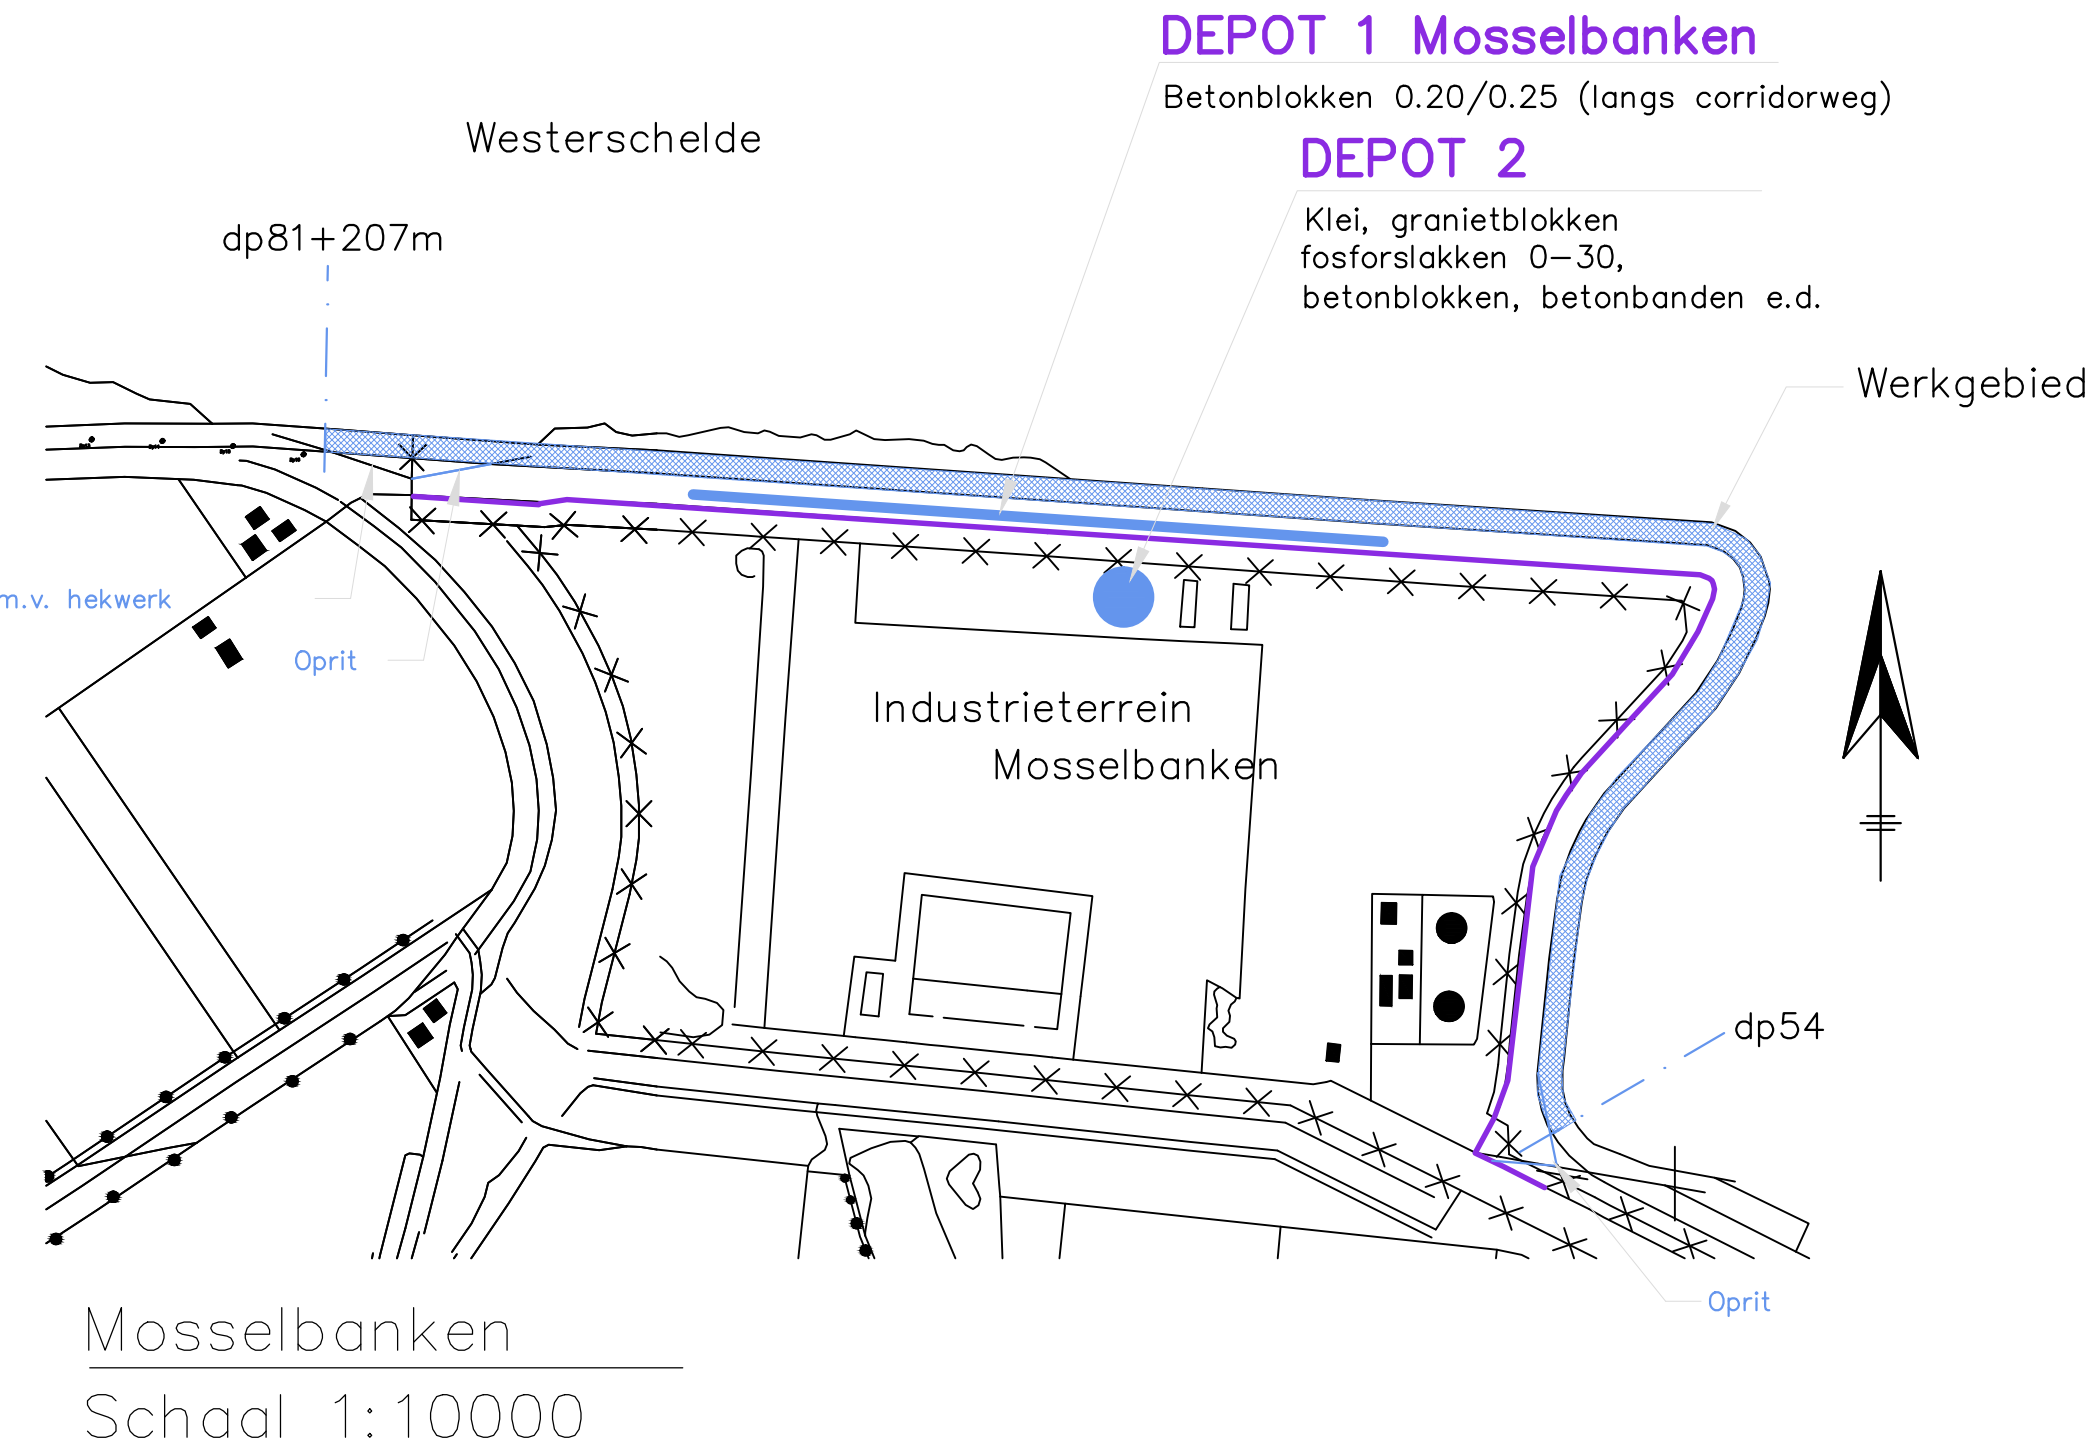 DEPOT 1 Mosselbanken
Betonblokken 0.20/0.25 (langs corridorweg)
Westerschelde
DEPOT 2
Klei, granietblokken
fosforslakken 0-30,
betonblokken, betonbanden e.d.
dp81+207m
Werkgebied
m.v. hekwerk
Oprit
Industrieterrein
Mosselbanken
dp54
Oprit
Mosselbanken
Schaal 1:10000